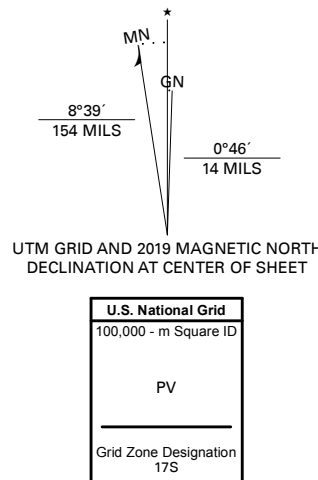 ★
MN
GN
8°39´
154 MILS
0°46´
14 MILS
UTM GRID AND 2019 MAGNETIC NORTH
DECLINATION AT CENTER OF SHEET
U.S. National Grid
100,000 - m Square ID
PV
Grid Zone Designation
17S